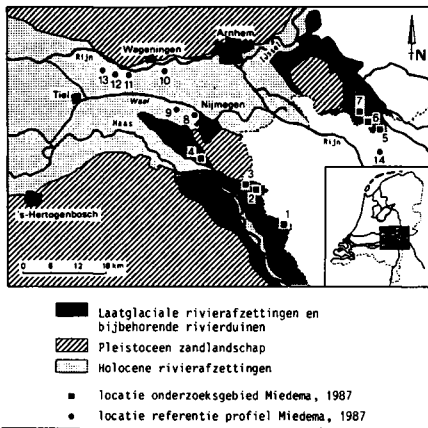 Arnhem
IJssel
N
Wageningen
Rijn
13
12
11
10
Tiel
Waal
Nijmegen
9
8
7
6
5
Maas
Rijn
14
4
3
2
1
's-Hertogenbosch
0 6 12 18 km
Laatglaciale rivierafzettingen en
bijbehorende rivierduinen
Pleistoceen zandlandschap
Holocene rivierafzettingen
locatie onderzoeksgebied Miedema, 1987
locatie referentie profiel Miedema, 1987